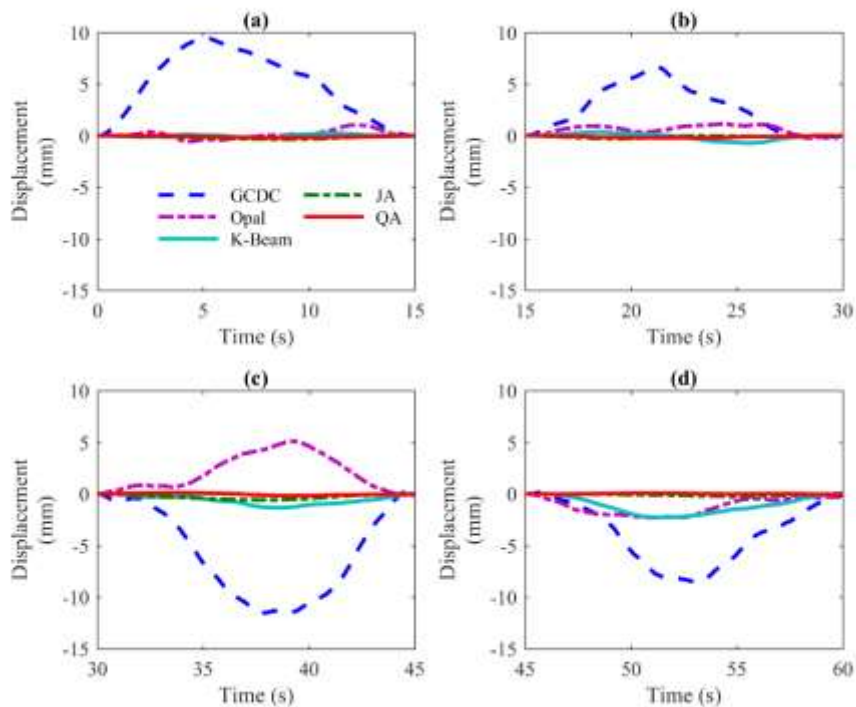 (a)
10
5
0
-5
-10
-15
Displacement
(mm)
GCDC
JA
Opal
QA
K-Beam
0
5
10
15
Time (s)
(b)
10
5
0
-5
-10
-15
Displacement
(mm)
15
20
25
30
Time (s)
(c)
10
5
0
-5
-10
-15
Displacement
(mm)
30
35
40
45
Time (s)
(d)
10
5
0
-5
-10
-15
Displacement
(mm)
45
50
55
60
Time (s)